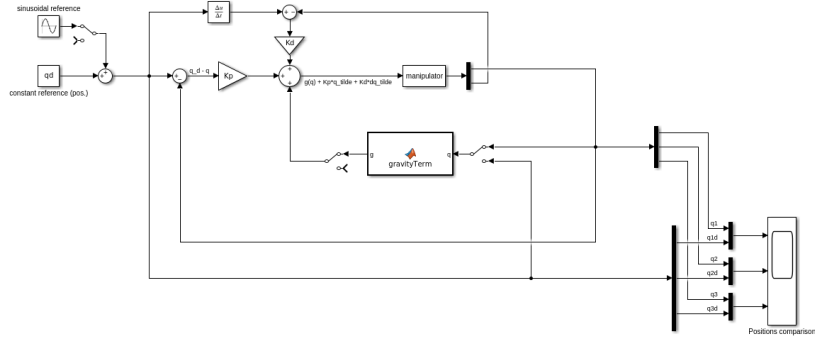 sinusoidal reference
Δu
Δt
+ −
Kd
qd
constant reference (pos.)
q_d - q
Kp
g(q) + Kp*q_tilde + Kd*dq_tilde
manipulator
g
q
gravityTerm
q1
q1d
q2
q2d
q3
q3d
Positions comparison